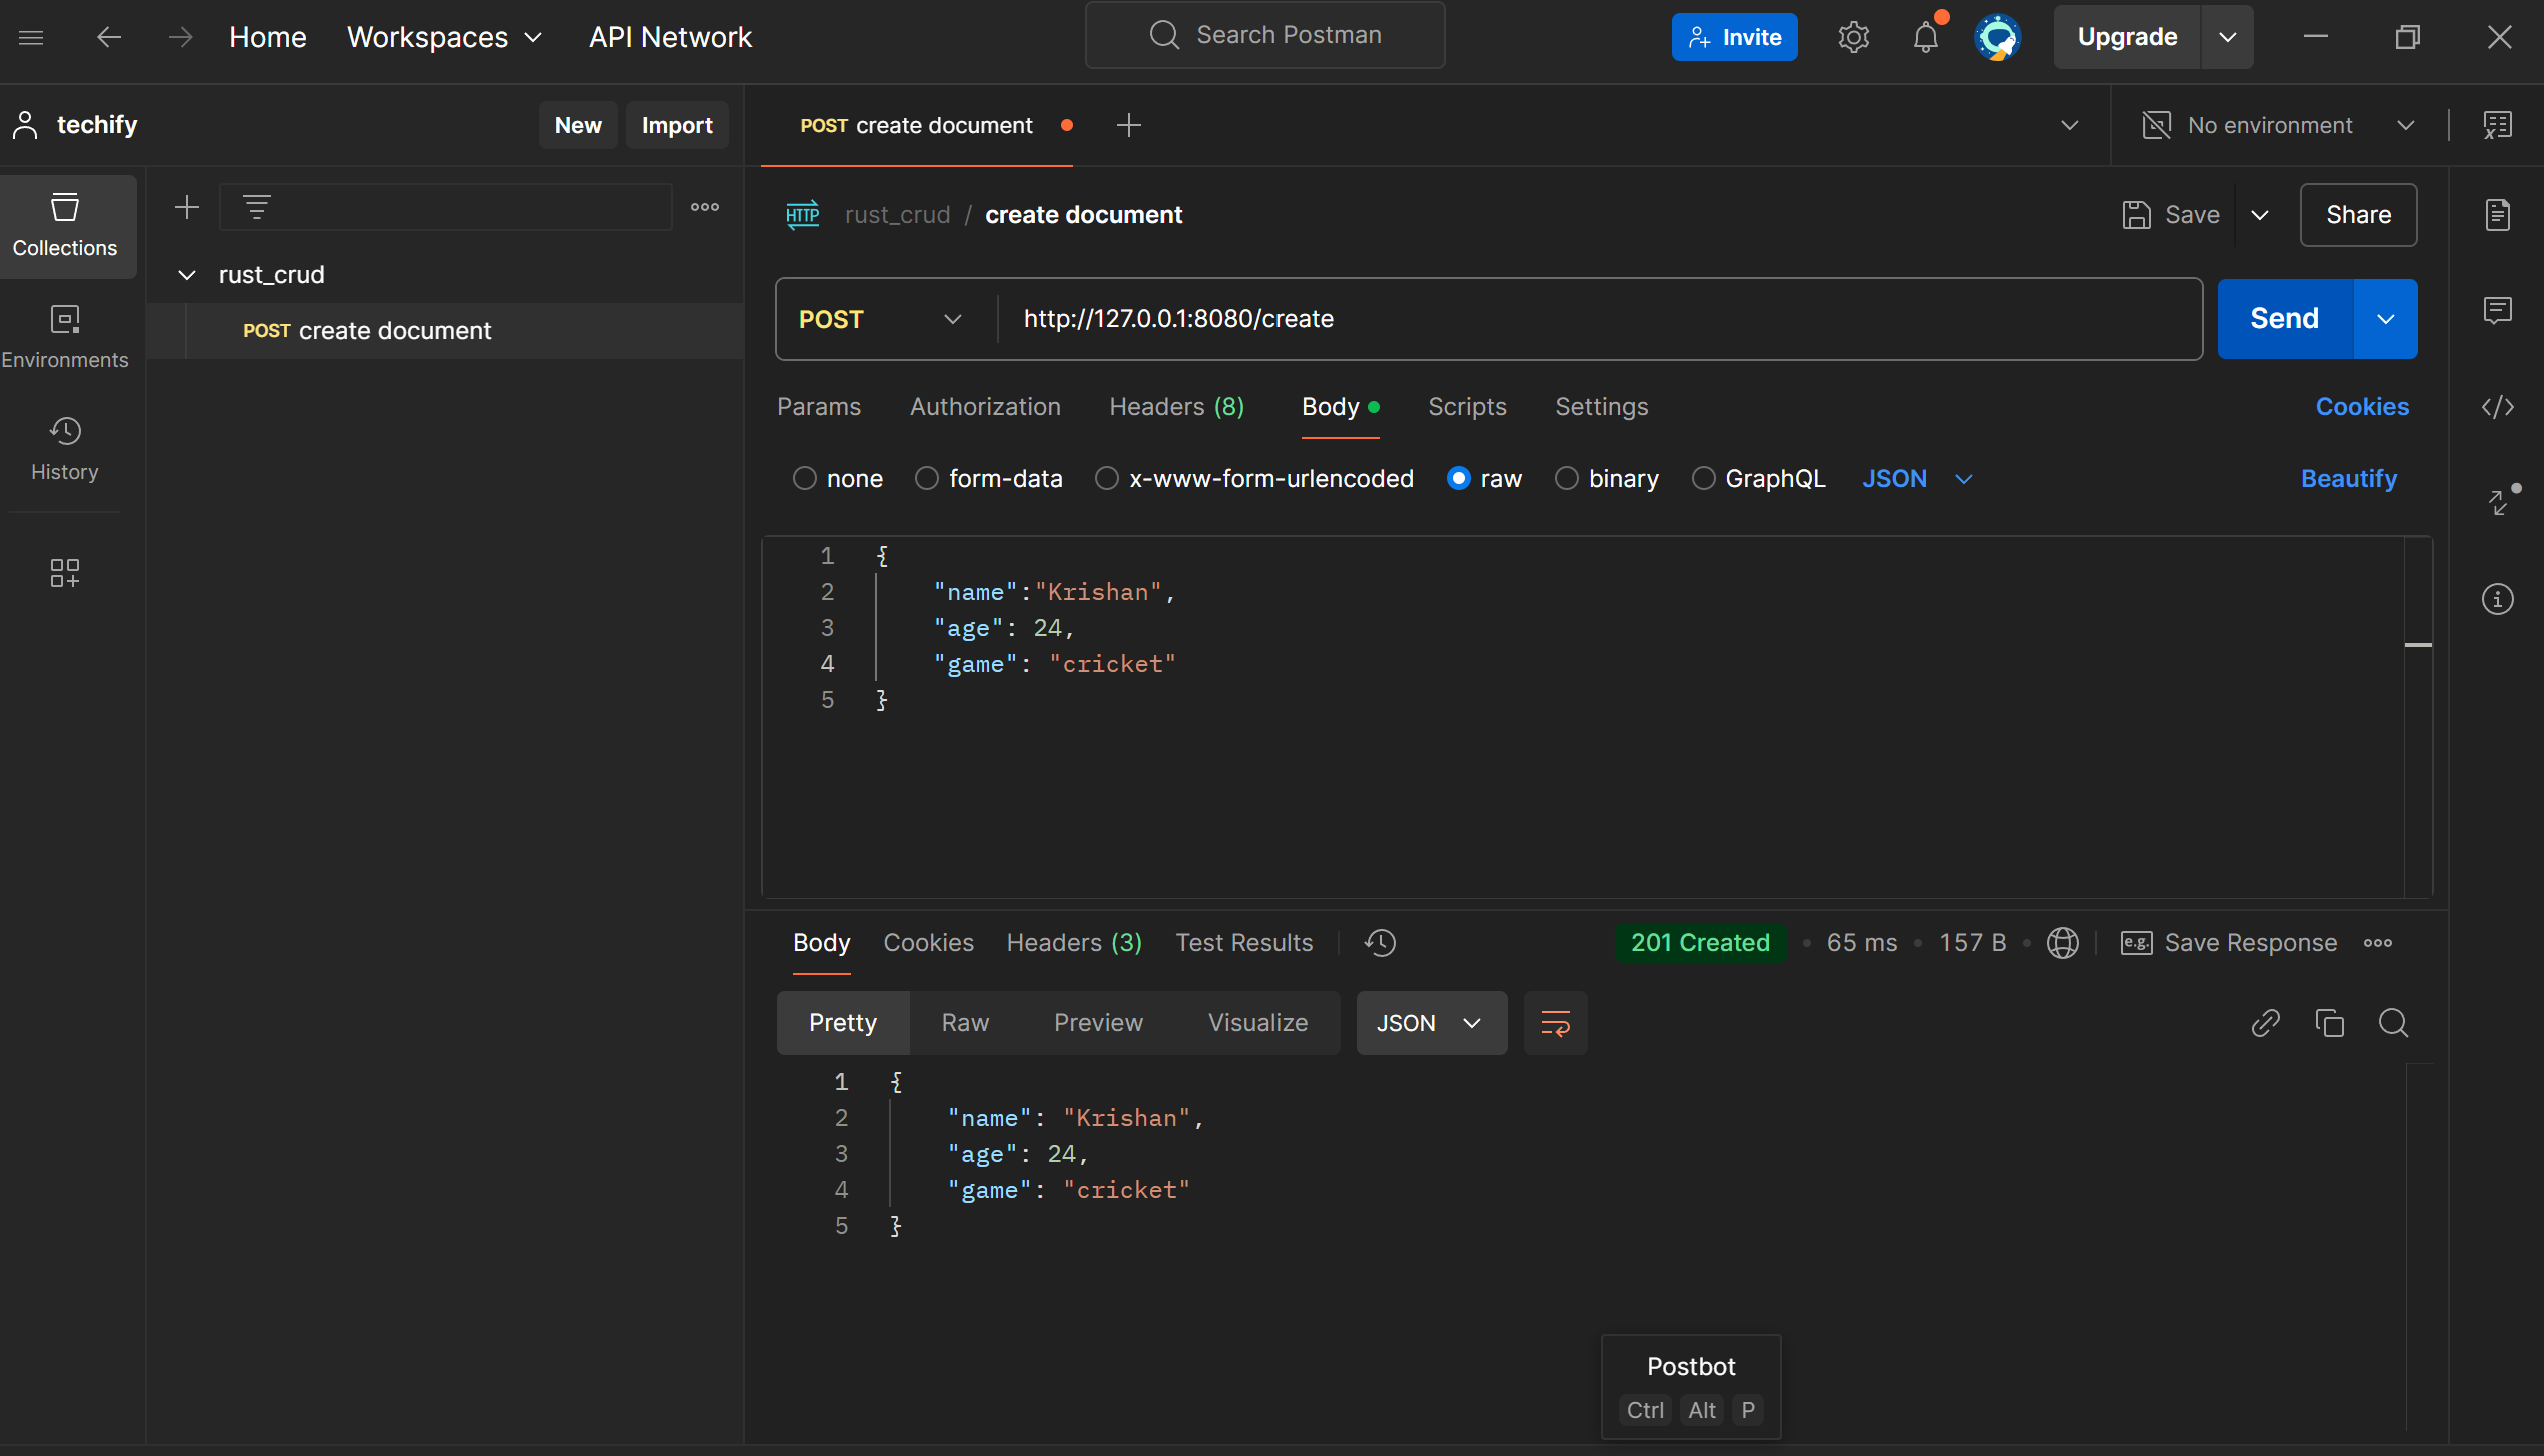 Home Workspaces API Network Search Postman Invite Upgrade
techify New Import POST create document No environment
Collections
Environments
History
rust_crud
POST create document
HTTP rust_crud / create document Save Share
POST http://127.0.0.1:8080/create Send
Params Authorization Headers (8) Body Scripts Settings Cookies
none form-data x-www-form-urlencoded raw binary GraphQL JSON Beautify
1 {
2 "name":"Krishan",
3 "age": 24,
4 "game": "cricket"
5 }
Body Cookies Headers (3) Test Results 201 Created 65 ms 157 B e.g. Save Response
Pretty Raw Preview Visualize JSON
1 {
2 "name": "Krishan",
3 "age": 24,
4 "game": "cricket"
5 }
Postbot
Ctrl Alt P